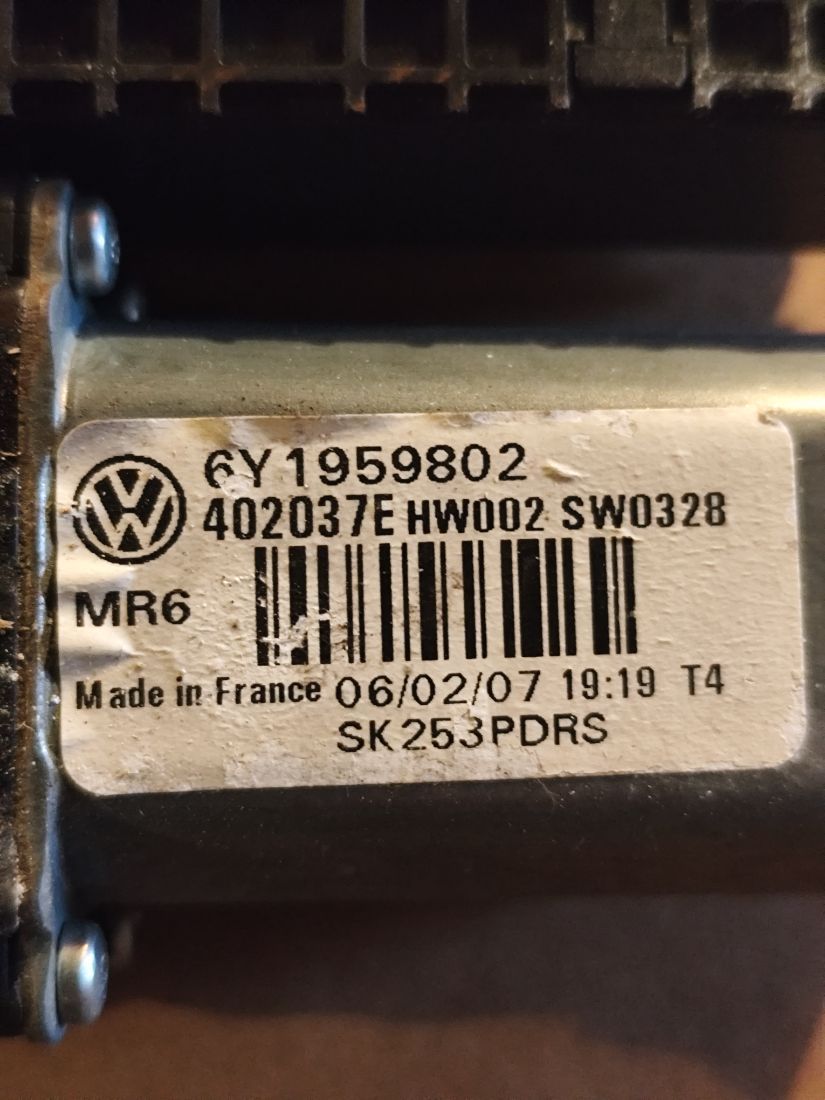 6Y1959802
402037E HW002 SW0328
MR6
Made in France 06/02/07 19:19 T4
SK253PDRS